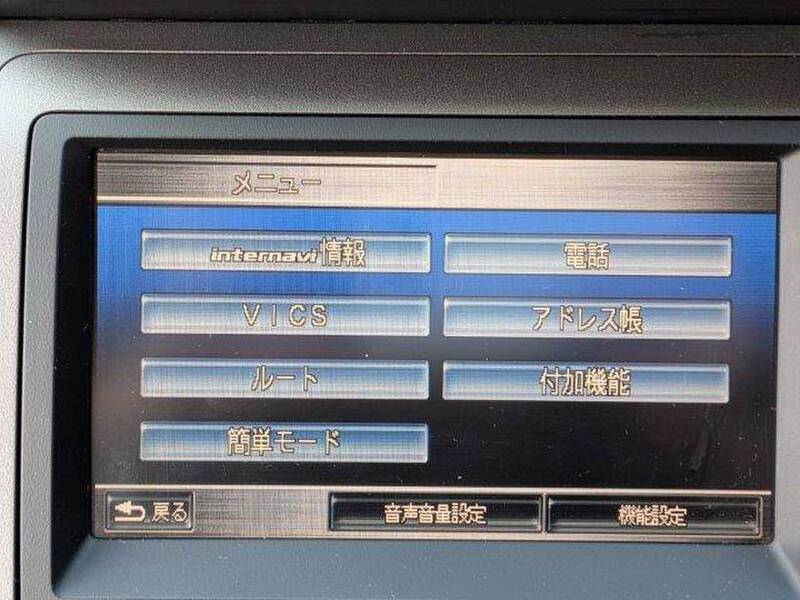 メニュー
internavi情報
電話
VICS
アドレス帳
ルート
付加機能
簡単モード
戻る
音声音量設定
機能設定